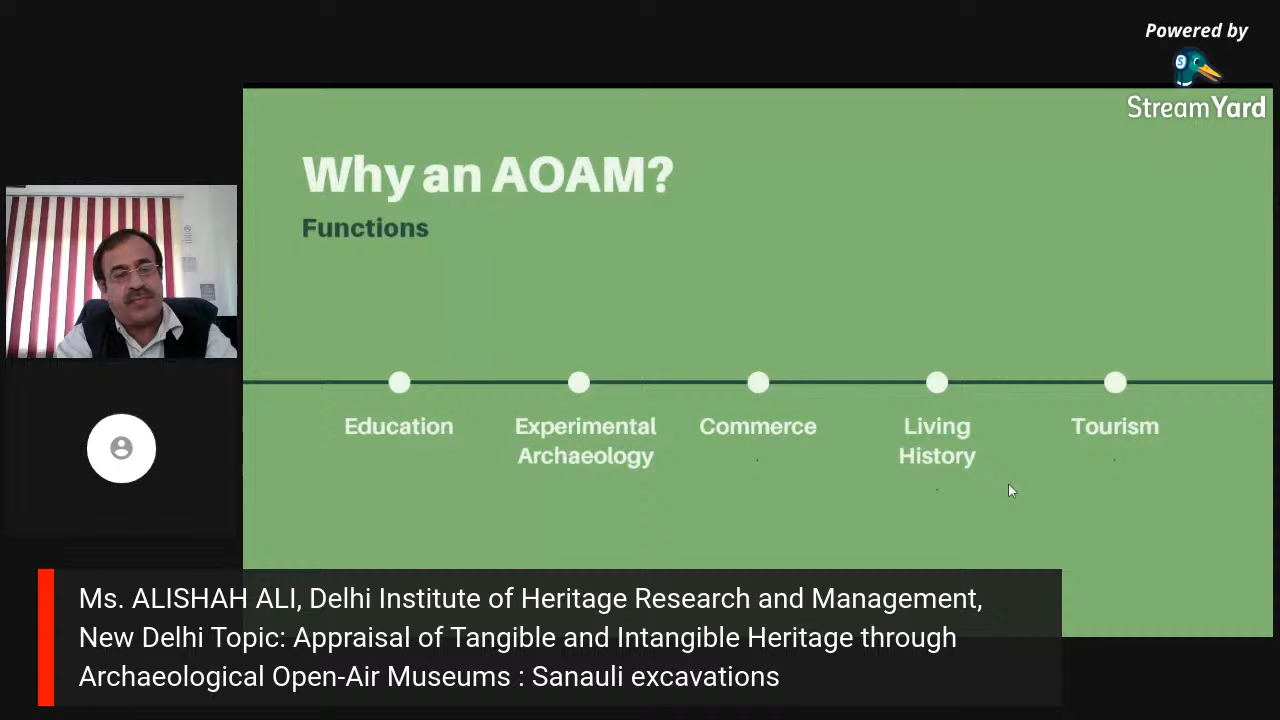 Powered by
StreamYard
Why an AOAM?
Functions
Education
Experimental
Archaeology
Commerce
Living
History
Tourism
Ms. ALISHAH ALI, Delhi Institute of Heritage Research and Management,
New Delhi Topic: Appraisal of Tangible and Intangible Heritage through
Archaeological Open-Air Museums : Sanauli excavations